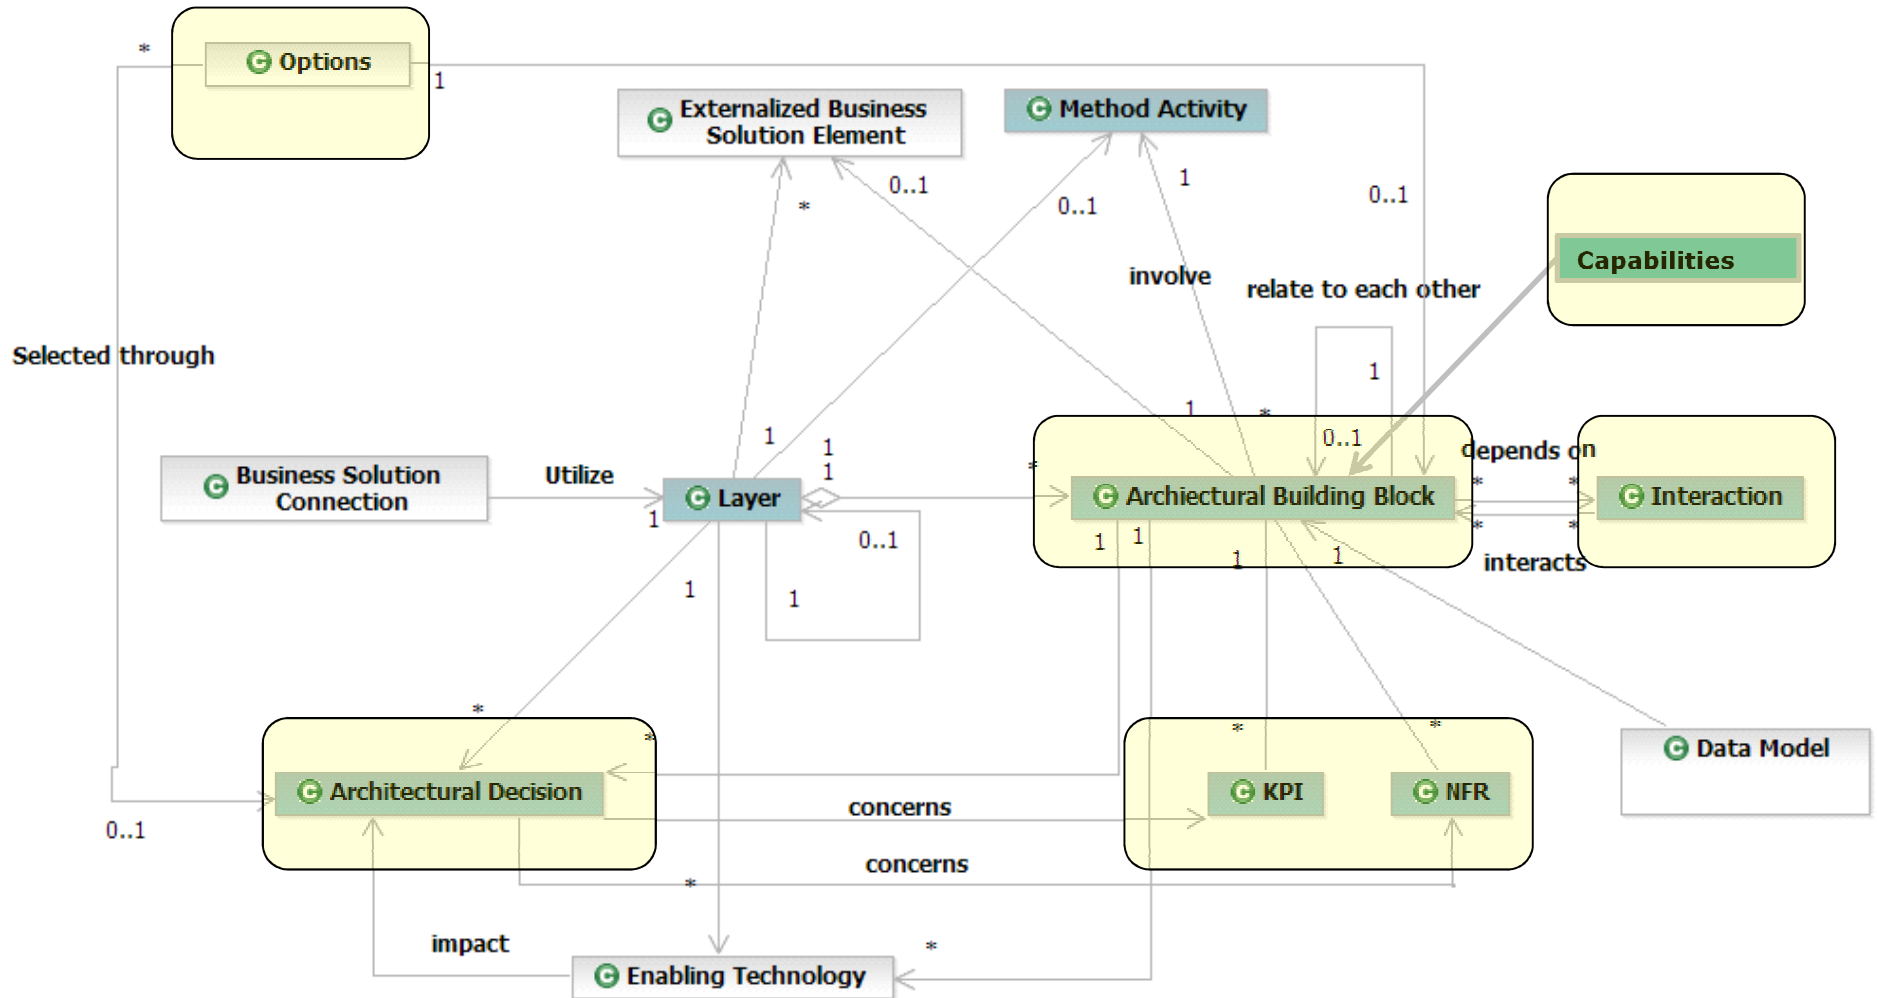 *
C Options
1
C Externalized Business
Solution Element
C Method Activity
0..1
1
*
0..1
0..1
Capabilities
involve
relate to each other
Selected through
1
1
*
1
1
0..1
depends on
Business Solution
C Connection
Utilize
1
*
C Layer
C Archiectural Building Block
*
*
C Interaction
1
*
*
0..1
1
1
1
1
interacts
1
1
*
*
*
*
C Data Model
C Architectural Decision
C KPI
C NFR
concerns
0..1
concerns
*
impact
*
C Enabling Technology